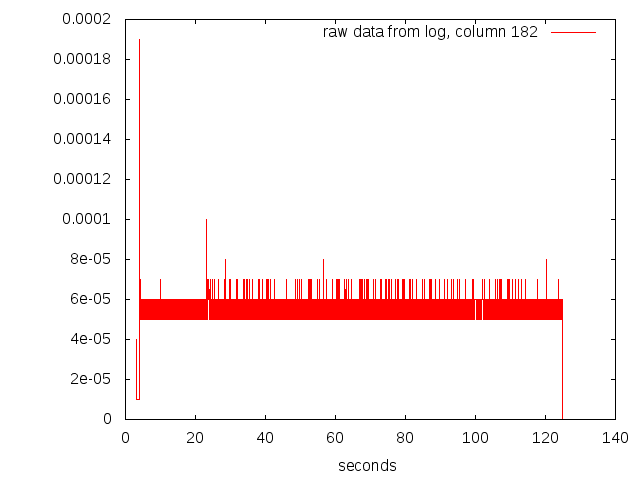 0.0002
raw data from log, column 182
0.00018
0.00016
0.00014
0.00012
0.0001
8e-05
6e-05
4e-05
2e-05
0
0 20 40 60 80 100 120 140
seconds